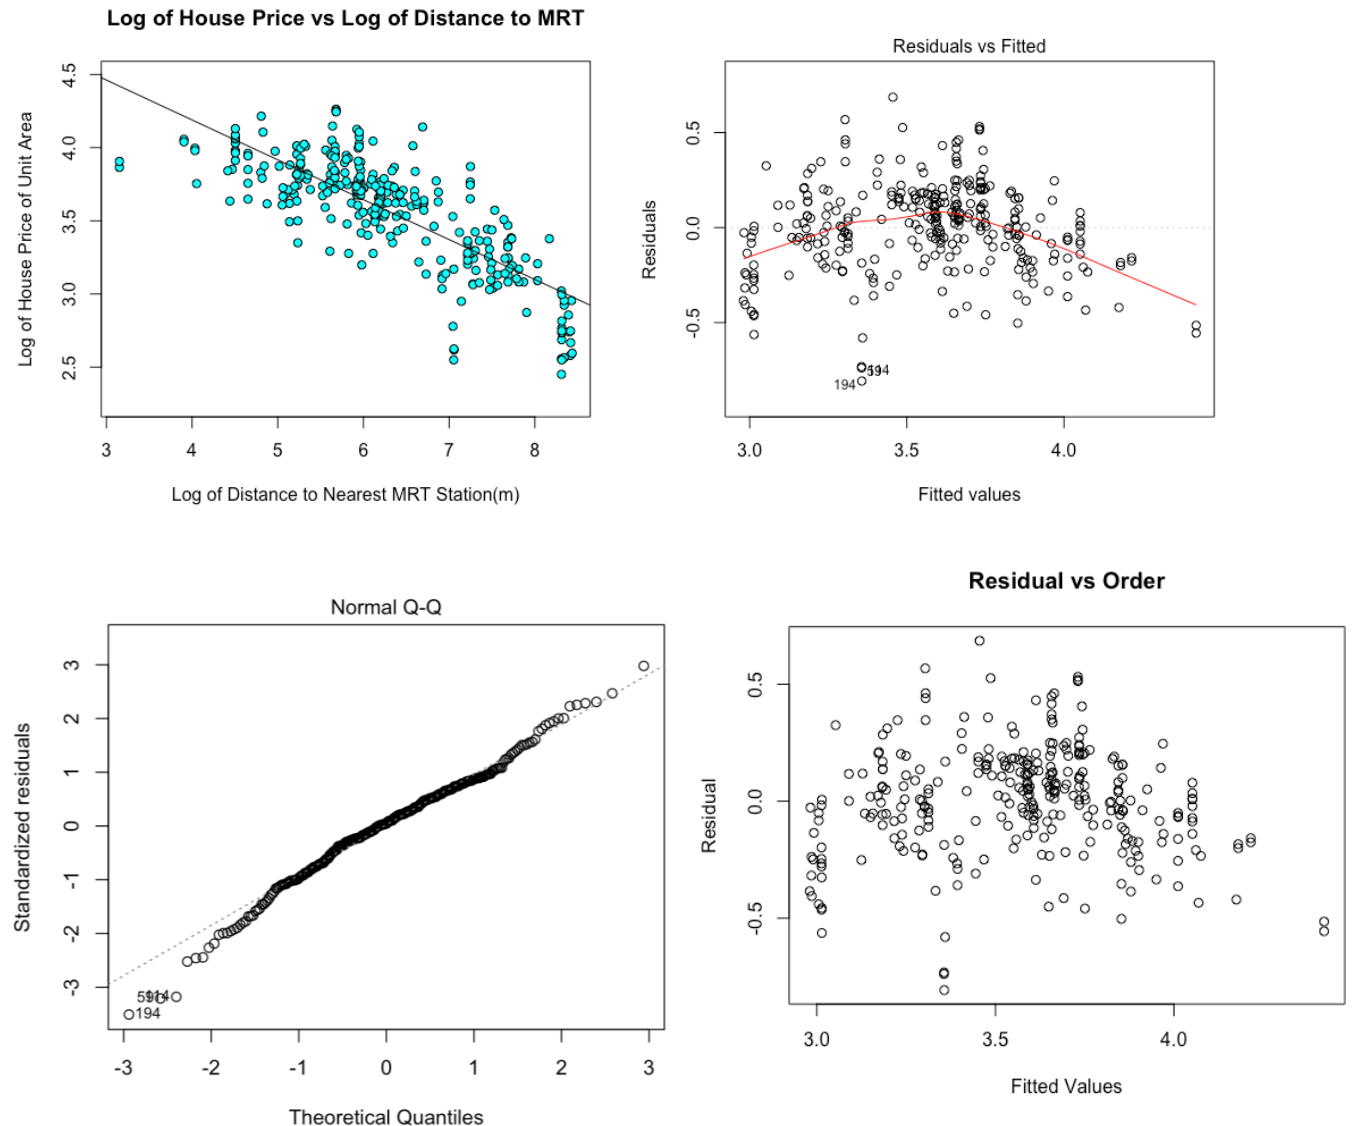 Log of House Price vs Log of Distance to MRT
Log of House Price of Unit Area
4.5
4.0
3.5
3.0
2.5
3 4 5 6 7 8
Log of Distance to Nearest MRT Station(m)
Residuals vs Fitted
Residuals
0.5
0.0
-0.5
194
3.0 3.5 4.0
Fitted values
Normal Q-Q
Standardized residuals
3
2
1
0
-1
-2
-3
194
-3 -2 -1 0 1 2 3
Theoretical Quantiles
Residual vs Order
Residual
0.5
0.0
-0.5
3.0 3.5 4.0
Fitted Values